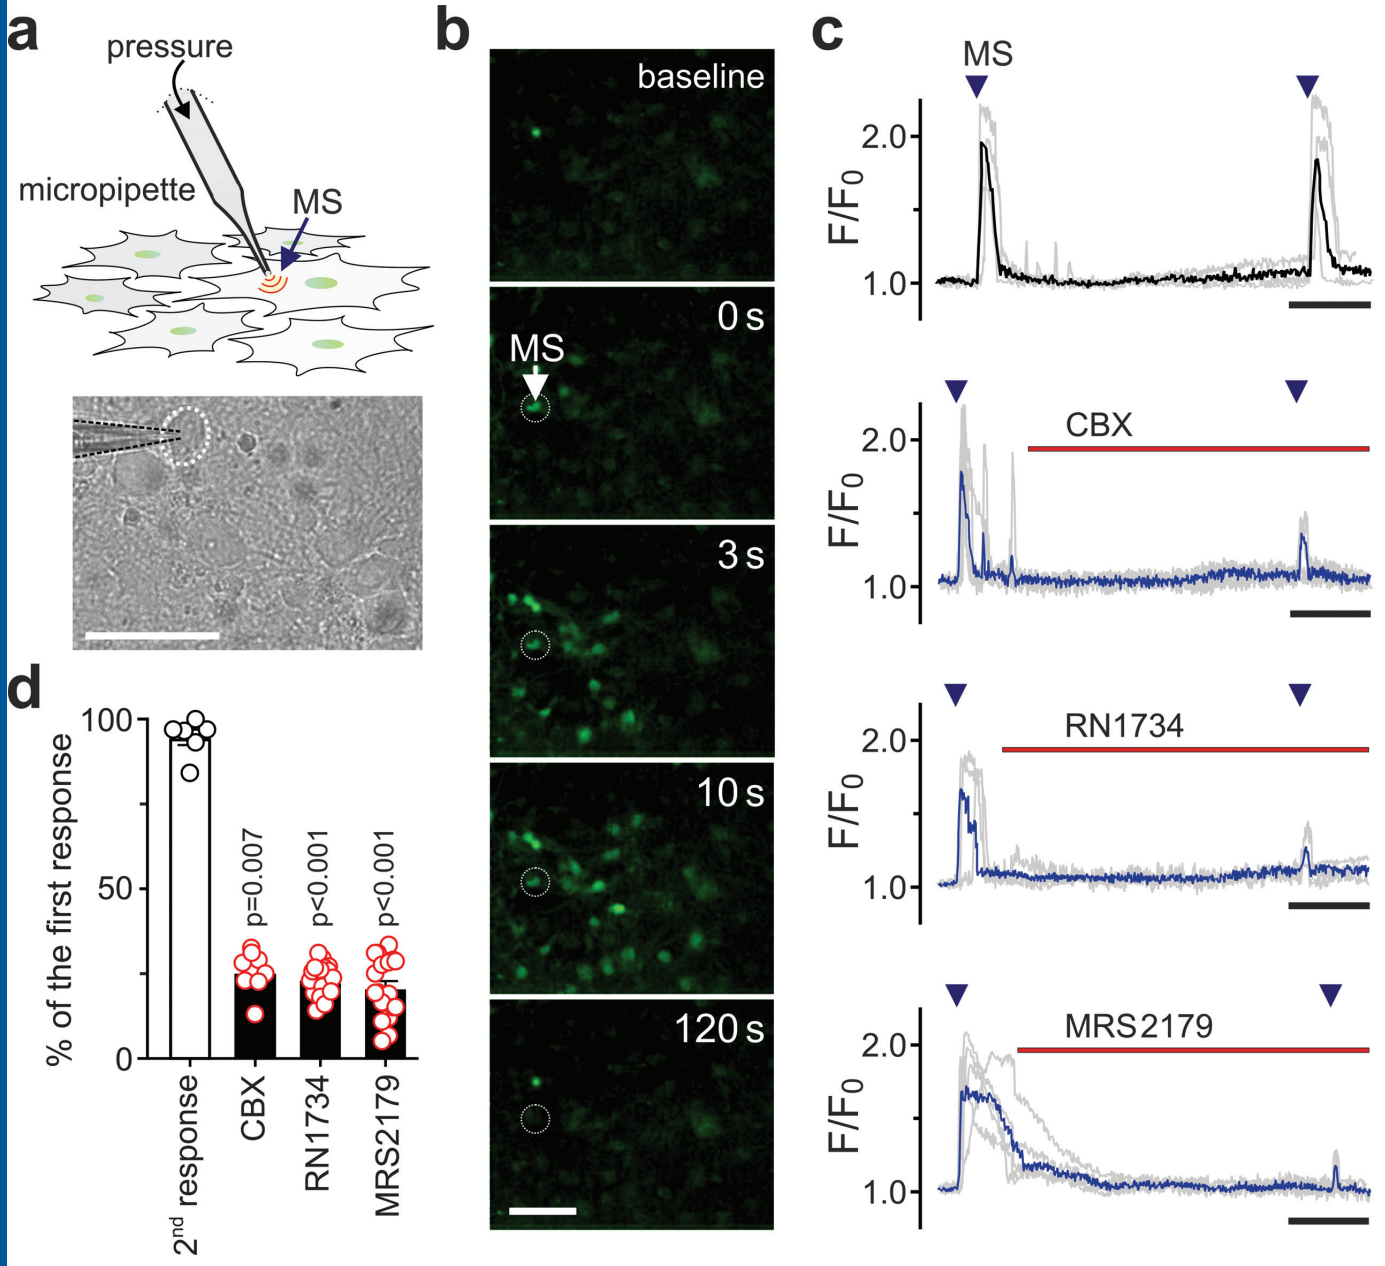 a
pressure
micropipette
MS
b
baseline
0 s
MS
3 s
10 s
120 s
c
MS
2.0
F/F0
1.0
CBX
2.0
F/F0
1.0
RN1734
2.0
F/F0
1.0
MRS2179
2.0
F/F0
1.0
d
% of the first response
100
50
0
p=0.007
p<0.001
p<0.001
2nd response
CBX
RN1734
MRS2179